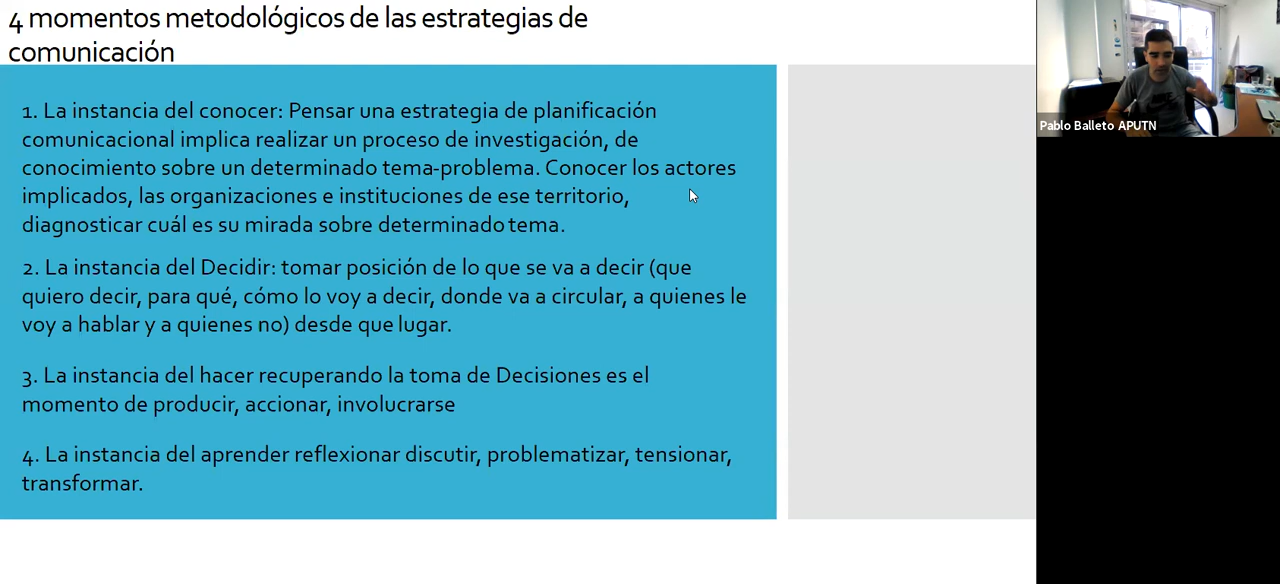 4 momentos metodológicos de las estrategias de
comunicación
1. La instancia del conocer: Pensar una estrategia de planificación
comunicacional implica realizar un proceso de investigación, de
conocimiento sobre un determinado tema-problema. Conocer los actores
implicados, las organizaciones e instituciones de ese territorio,
diagnosticar cuál es su mirada sobre determinado tema.
2. La instancia del Decidir: tomar posición de lo que se va a decir (que
quiero decir, para qué, cómo lo voy a decir, donde va a circular, a quienes le
voy a hablar y a quienes no) desde que lugar.
3. La instancia del hacer recuperando la toma de Decisiones es el
momento de producir, accionar, involucrarse
4. La instancia del aprender reflexionar discutir, problematizar, tensionar,
transformar.
Pablo Balleto APUTN